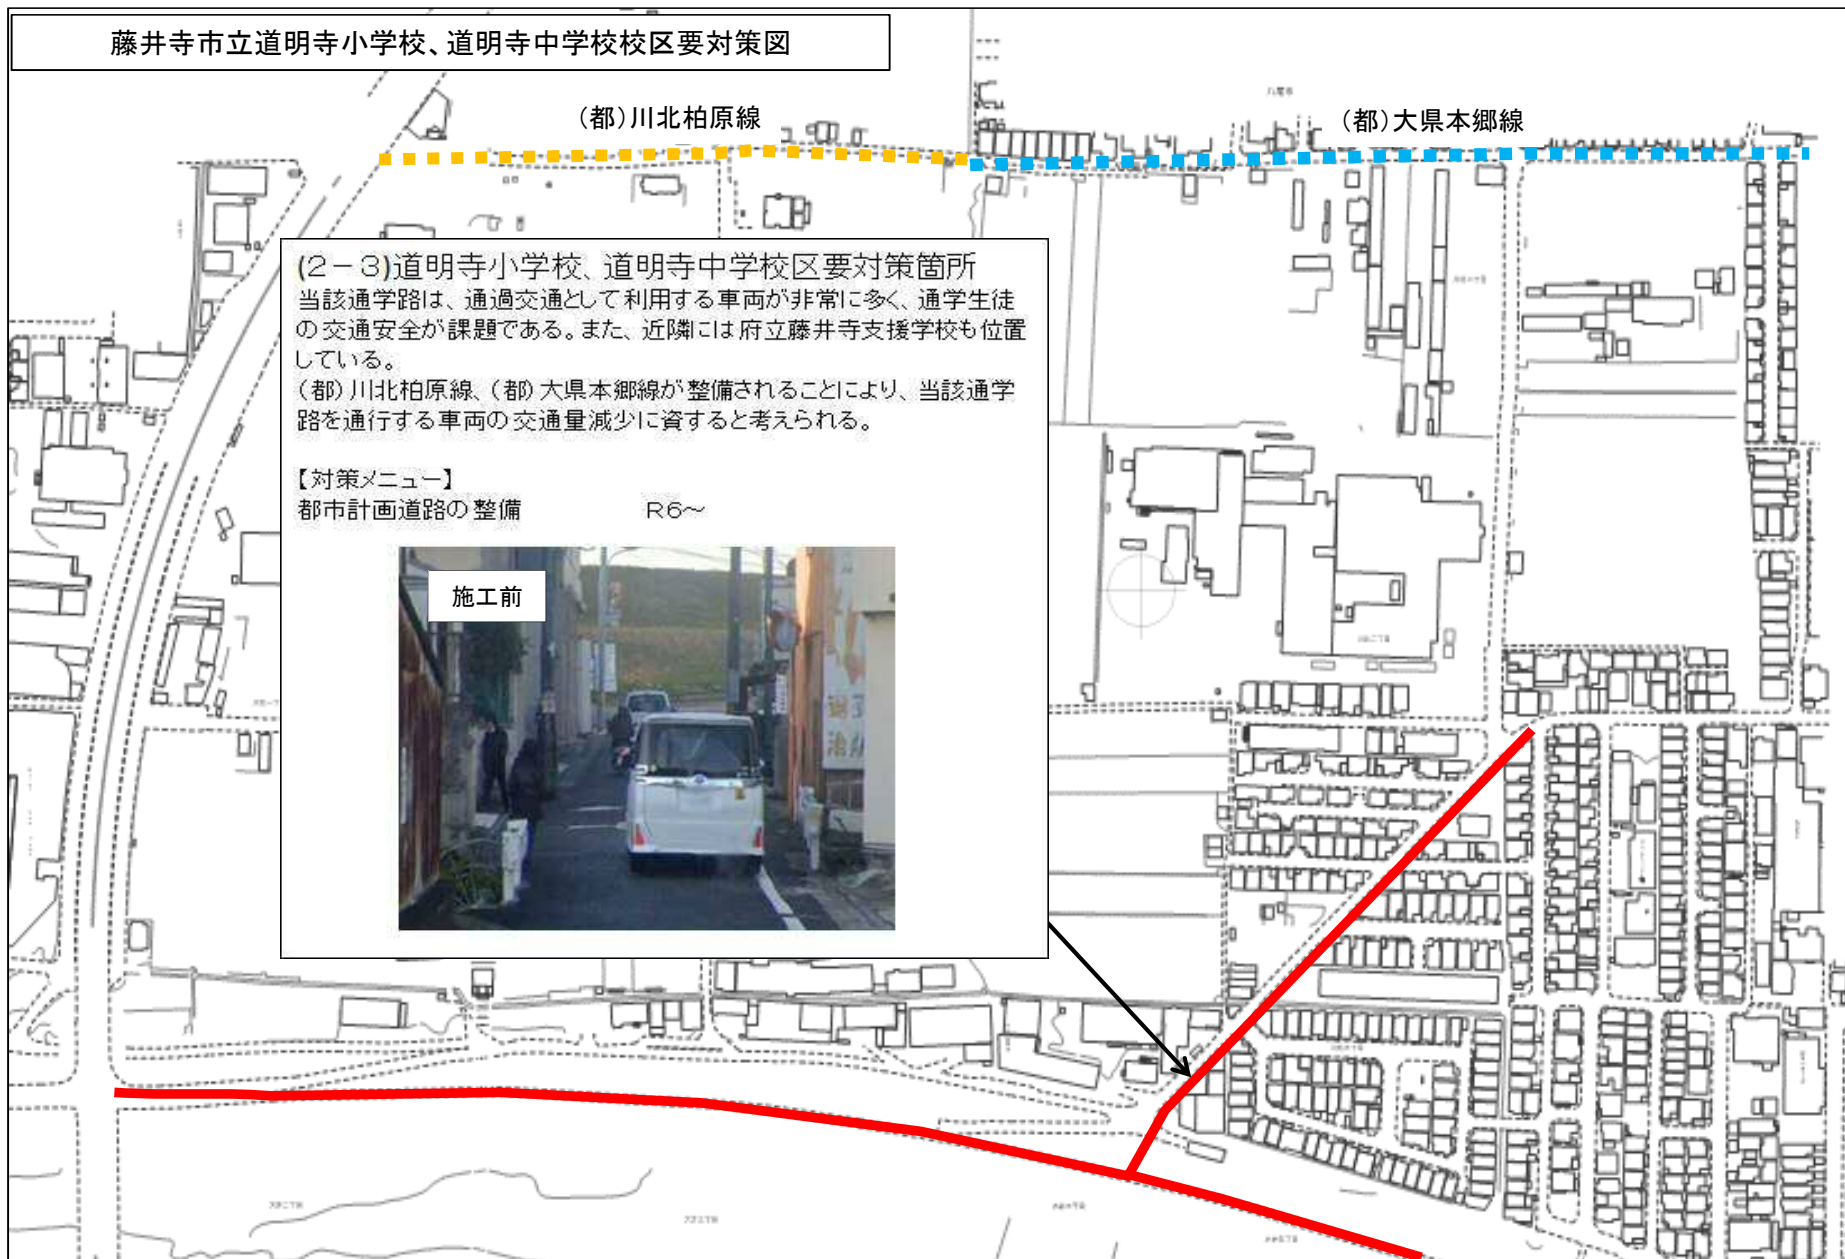 藤井寺市立道明寺小学校、道明寺中学校校区要対策図
（都）川北柏原線
（都）大県本郷線
八尾市
(2－3)道明寺小学校、道明寺中学校区要対策箇所
当該通学路は、通過交通として利用する車両が非常に多く、通学生徒
の交通安全が課題である。また、近隣には府立藤井寺支援学校も位置
している。
（都）川北柏原線、（都）大県本郷線が整備されることにより、当該通学
路を通行する車両の交通量減少に資すると考えられる。
【対策メニュー】
都市計画道路の整備　R6～
施工前